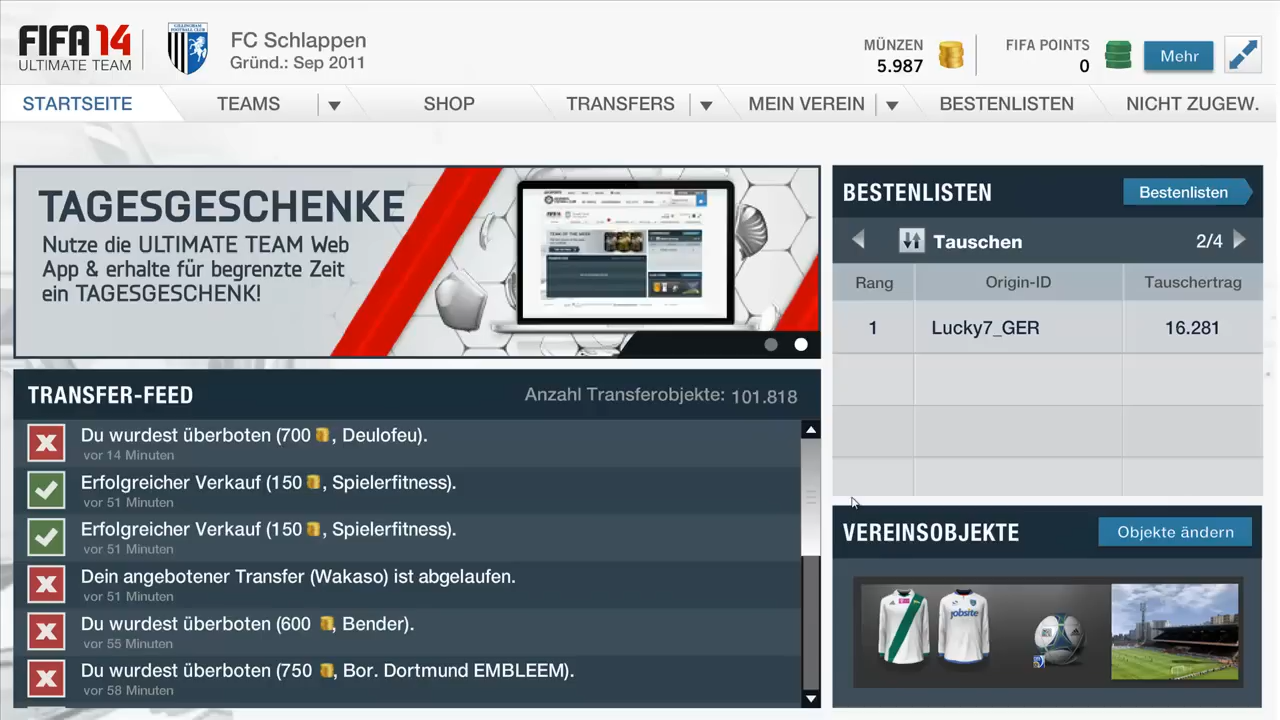 FIFA 14
ULTIMATE TEAM
FC Schlappen
Gründ.: Sep 2011
MÜNZEN
5.987
FIFA POINTS
0
Mehr
STARTSEITE
TEAMS
SHOP
TRANSFERS
MEIN VEREIN
BESTENLISTEN
NICHT ZUGEW.
TAGESGESCHENKE
Nutze die ULTIMATE TEAM Web
App & erhalte für begrenzte Zeit
ein TAGESGESCHENK!
BESTENLISTEN
Bestenlisten
Tauschen
2/4
Rang
Origin-ID
Tauschertrag
1
Lucky7_GER
16.281
TRANSFER-FEED
Anzahl Transferobjekte: 101.818
Du wurdest überboten (700 , Deulofeu).
vor 14 Minuten
Erfolgreicher Verkauf (150 , Spielerfitness).
vor 51 Minuten
Erfolgreicher Verkauf (150 , Spielerfitness).
vor 51 Minuten
Dein angebotener Transfer (Wakaso) ist abgelaufen.
vor 51 Minuten
Du wurdest überboten (600 , Bender).
vor 55 Minuten
Du wurdest überboten (750 , Bor. Dortmund EMBLEEM).
vor 58 Minuten
VEREINSOBJEKTE
Objekte ändern
jobsite